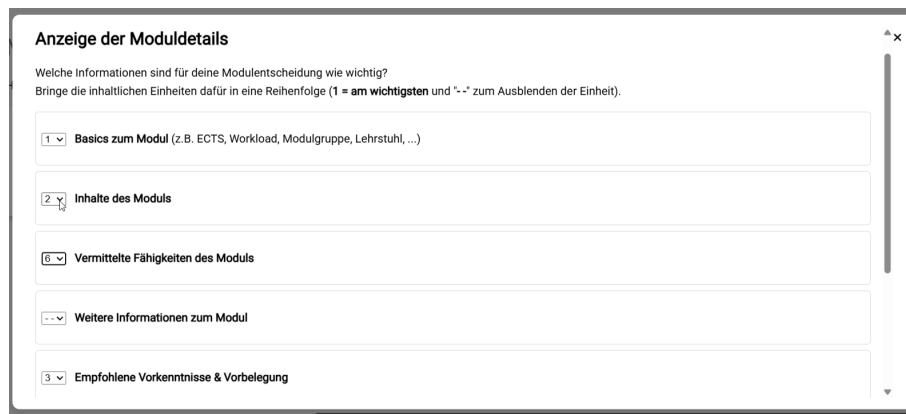 Anzeige der Moduldetails
×
Welche Informationen sind für deine Modulentscheidung wie wichtig?
Bringe die inhaltlichen Einheiten dafür in eine Reihenfolge (1 = am wichtigsten und "- -" zum Ausblenden der Einheit).
1 Basics zum Modul (z.B. ECTS, Workload, Modulgruppe, Lehrstuhl, ...)
2 Inhalte des Moduls
6 Vermittelte Fähigkeiten des Moduls
- - Weitere Informationen zum Modul
3 Empfohlene Vorkenntnisse & Vorbelegung